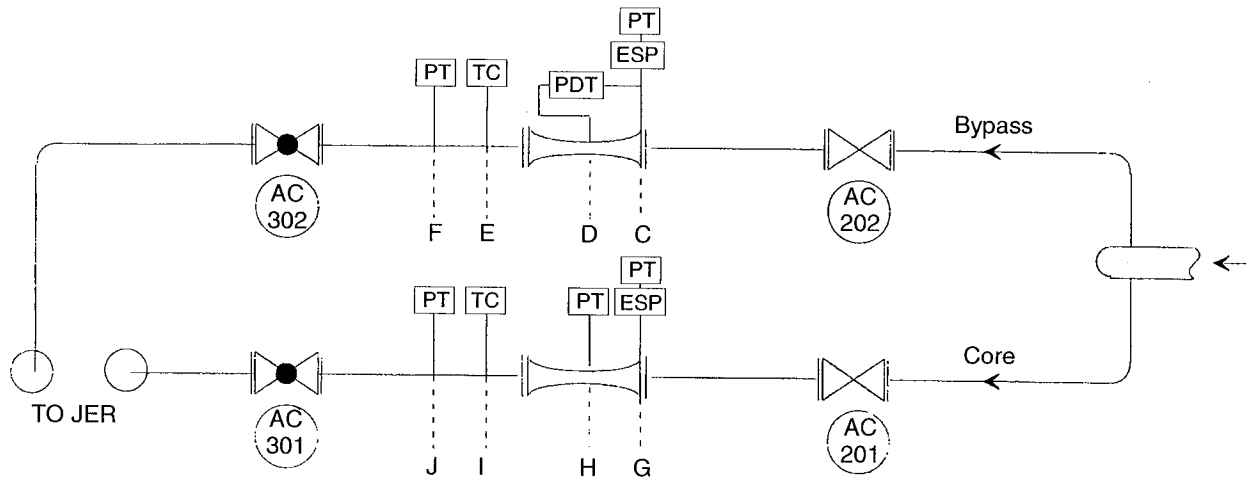 PT
ESP
PT
TC
PDT
Bypass
AC
302
AC
202
F
E
D
C
PT
PT
TC
PT
ESP
Core
TO JER
AC
301
AC
201
J
I
H
G